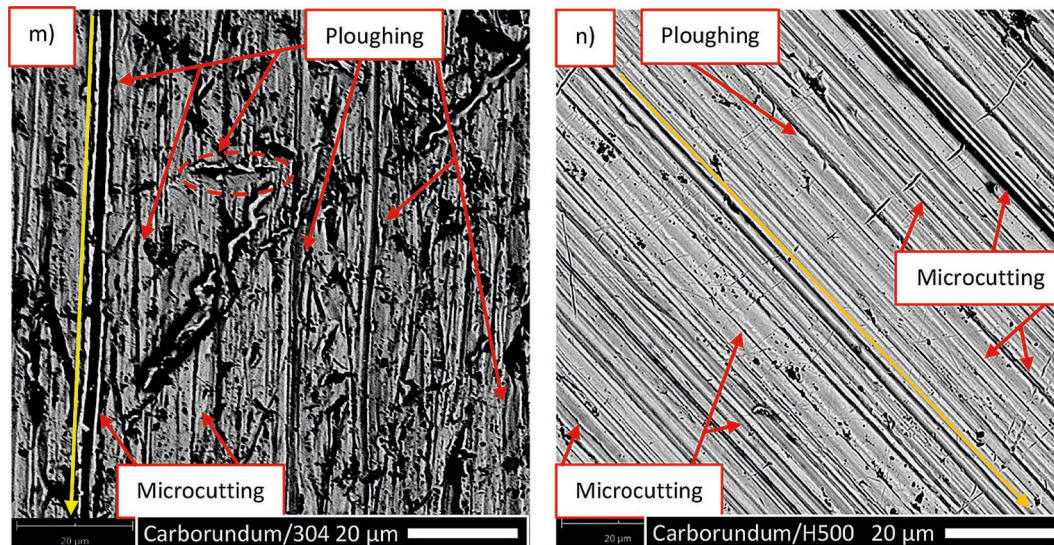 m)
Ploughing
Microcutting
20 µm
Carborundum/304 20 µm
n)
Ploughing
Microcutting
Microcutting
20 µm
Carborundum/H500 20 µm